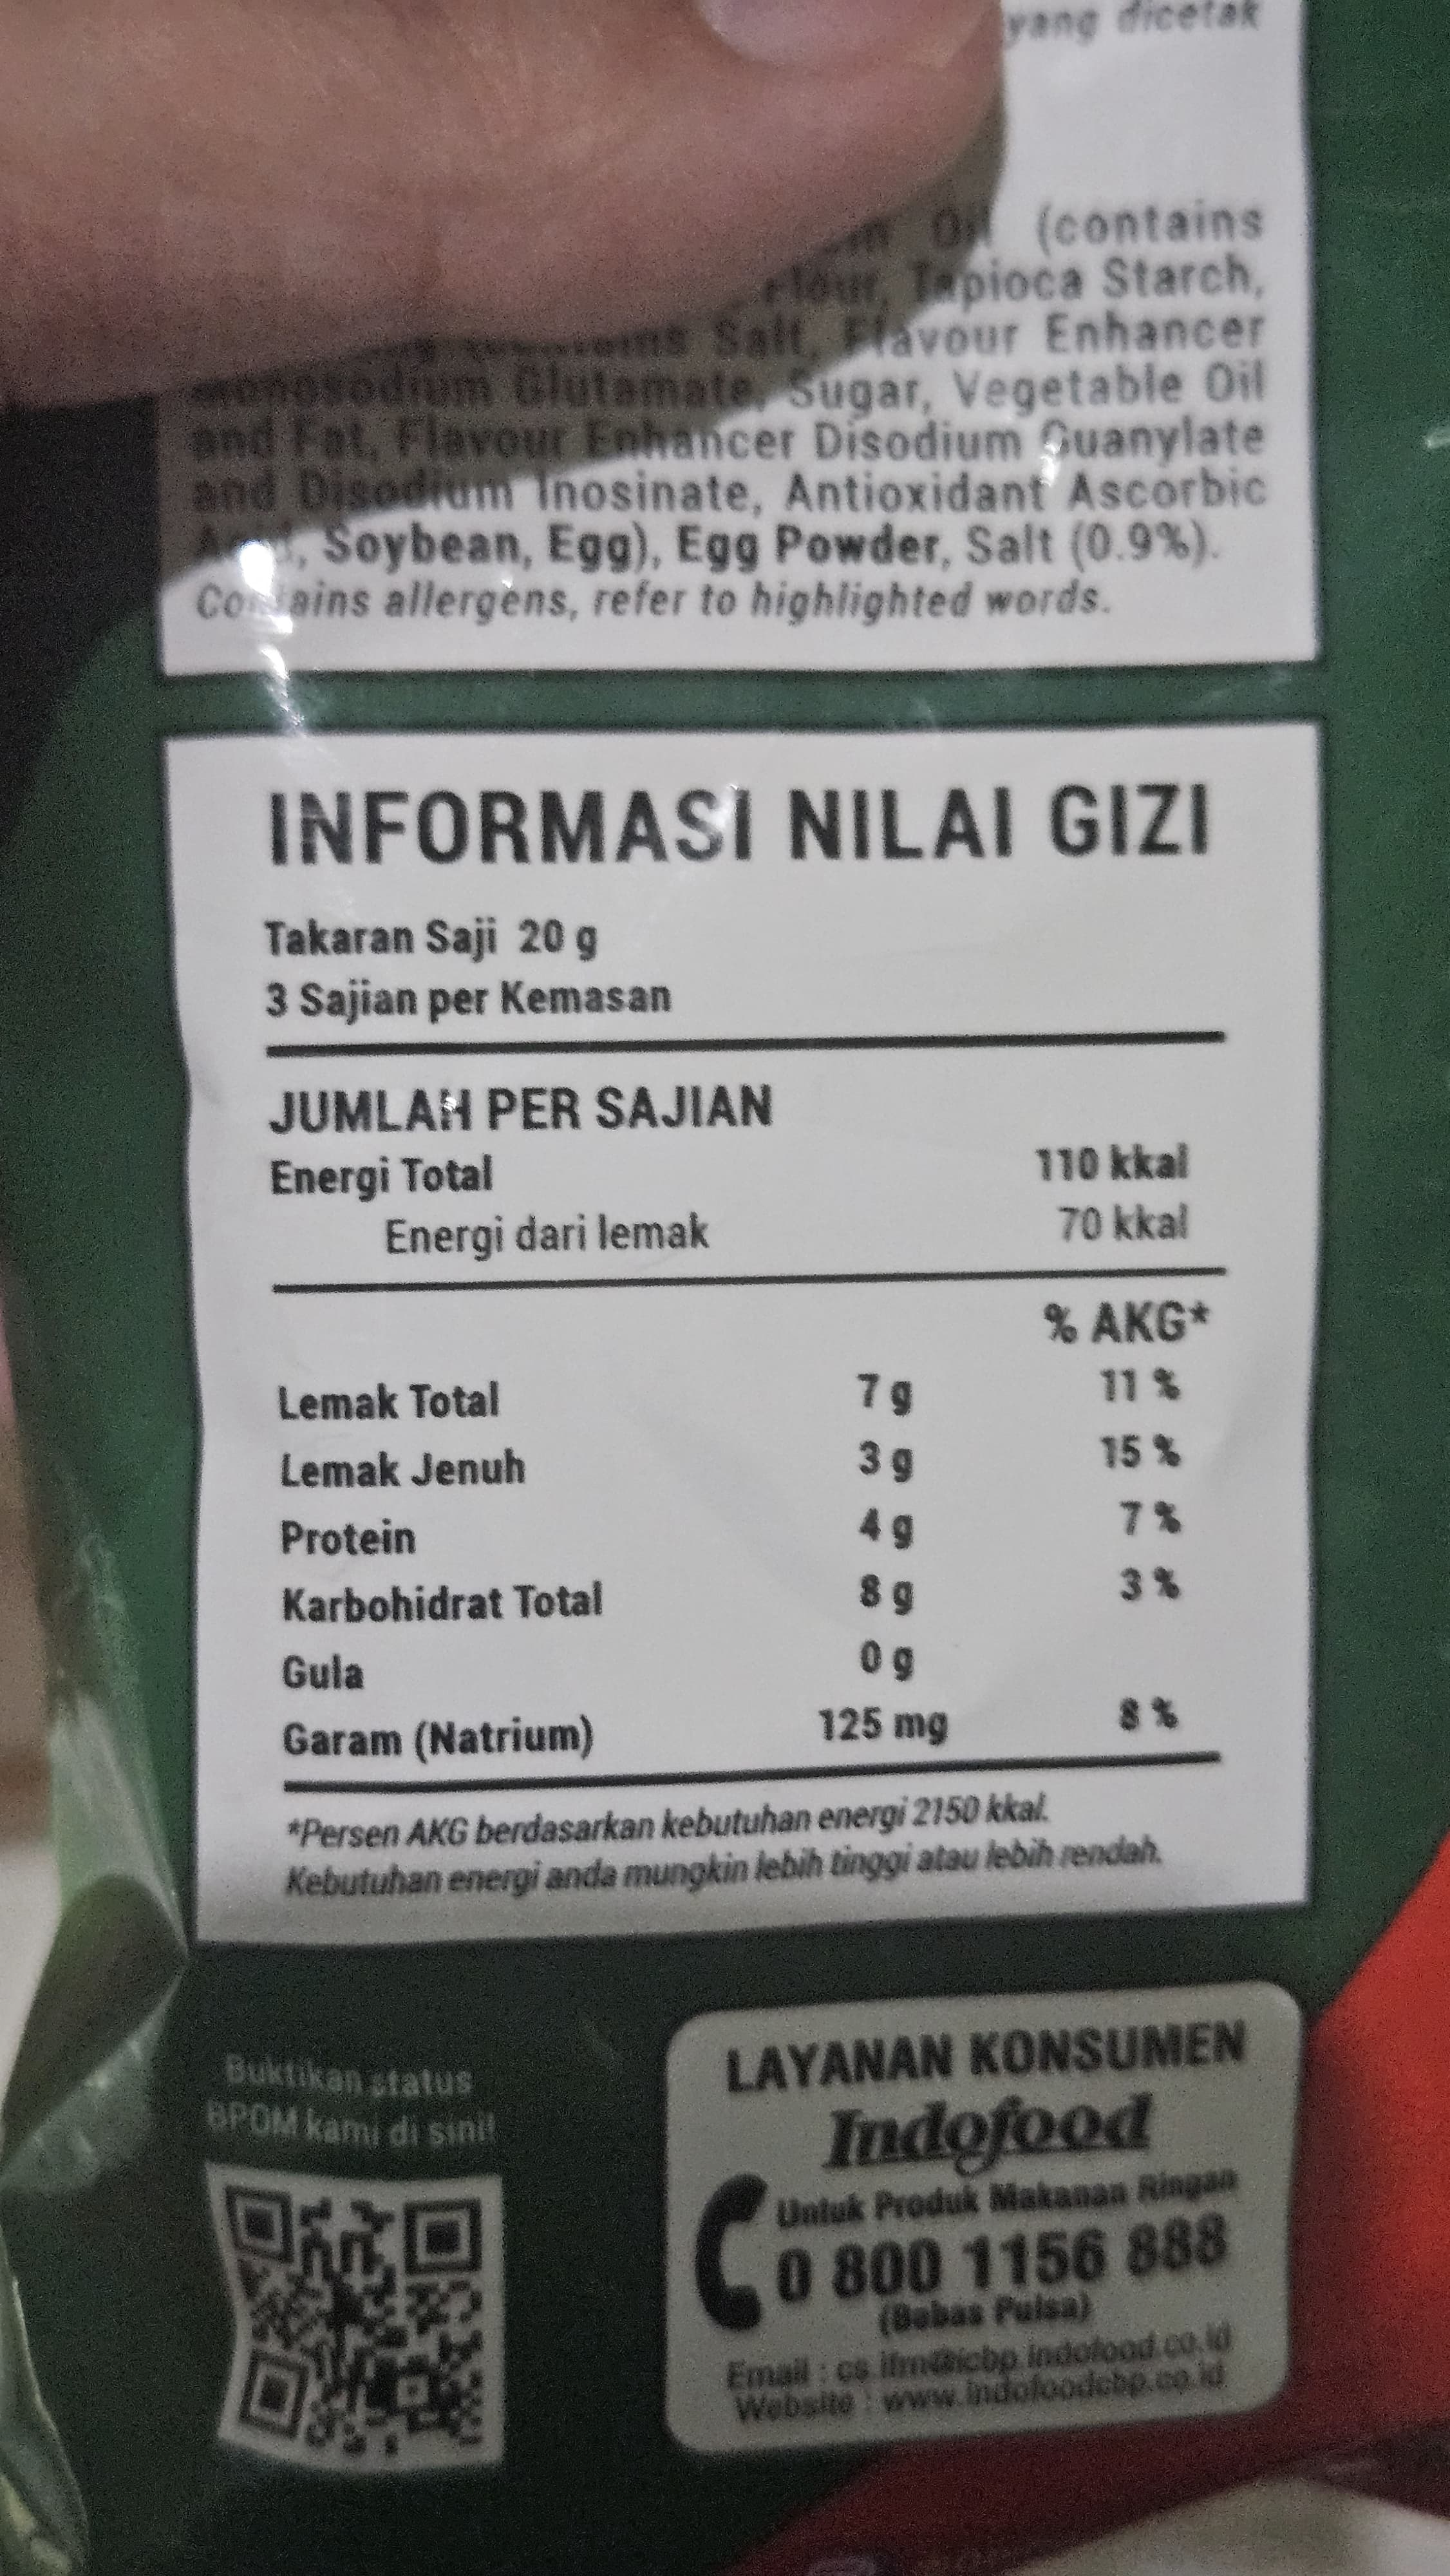 yang dicetak
Oil (contains
Flour, Tapioca Starch,
Salt, Flavour Enhancer
Monosodium Glutamate, Sugar, Vegetable Oil
and Fat, Flavour Enhancer Disodium Guanylate
and Disodium Inosinate, Antioxidant Ascorbic
Acid, Soybean, Egg), Egg Powder, Salt (0.9%).
Contains allergens, refer to highlighted words.
INFORMASI NILAI GIZI
Takaran Saji 20 g
3 Sajian per Kemasan
JUMLAH PER SAJIAN
Energi Total 110 kkal
Energi dari lemak 70 kkal
% AKG*
Lemak Total 7 g 11 %
Lemak Jenuh 3 g 15 %
Protein 4 g 7 %
Karbohidrat Total 8 g 3 %
Gula 0 g
Garam (Natrium) 125 mg 8 %
*Persen AKG berdasarkan kebutuhan energi 2150 kkal.
Kebutuhan energi anda mungkin lebih tinggi atau lebih rendah.
Buktikan status
BPOM kami di sini!
LAYANAN KONSUMEN
Indofood
Untuk Produk Makanan Ringan
0 800 1156 888
(Bebas Pulsa)
Email : cs.ifm@icbp.indofood.co.id
Website : www.indofoodcbp.co.id